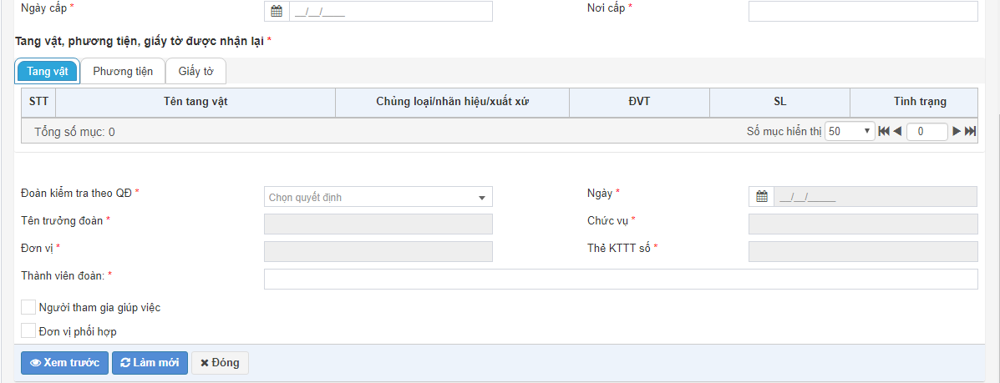 Ngày cấp * __/__/____ Nơi cấp *
Tang vật, phương tiện, giấy tờ được nhận lại *
Tang vật Phương tiện Giấy tờ
STT Tên tang vật Chủng loại/nhãn hiệu/xuất xứ ĐVT SL Tình trạng
Tổng số mục: 0 Số mục hiển thị 50 0
Đoàn kiểm tra theo QĐ * Chọn quyết định Ngày * __/__/_____
Tên trưởng đoàn * Chức vụ *
Đơn vị * Thẻ KTTT số *
Thành viên đoàn: *
Người tham gia giúp việc
Đơn vị phối hợp
Xem trước Làm mới Đóng